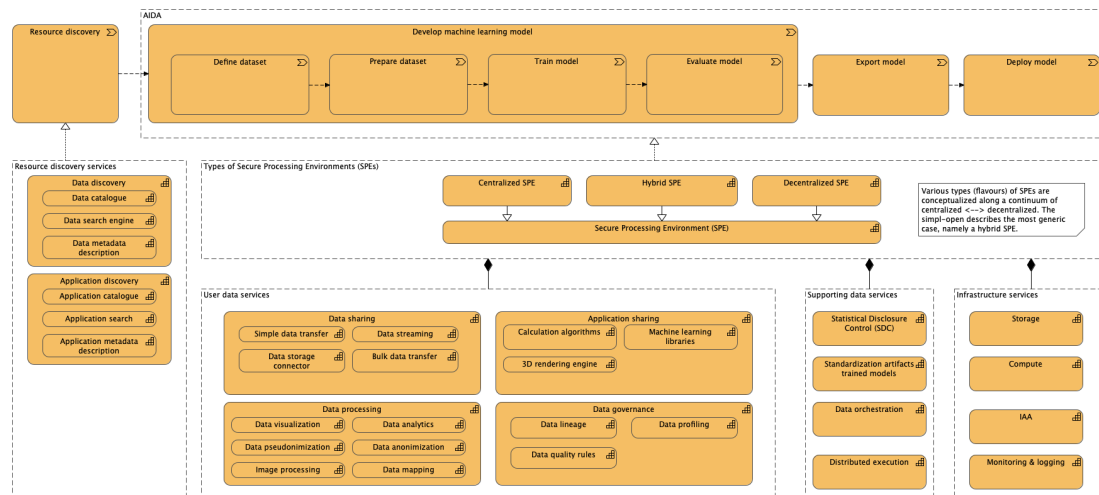 AIDA
Resource discovery
Develop machine learning model
Define dataset
Prepare dataset
Train model
Evaluate model
Export model
Deploy model
Resource discovery services
Data discovery
Data catalogue
Data search engine
Data metadata
description
Application discovery
Application catalogue
Application search
Application metadata
description
Types of Secure Processing Environments (SPEs)
Centralized SPE
Hybrid SPE
Decentralized SPE
Secure Processing Environment (SPE)
Various types (flavours) of SPEs are
conceptualized along a continuum of
centralized <--> decentralized. The
simpl-open describes the most generic
case, namely a hybrid SPE.
User data services
Data sharing
Simple data transfer
Data streaming
Data storage
connector
Bulk data transfer
Application sharing
Calculation algorithms
Machine learning
libraries
3D rendering engine
Data processing
Data visualization
Data analytics
Data pseudonimization
Data anonimization
Image processing
Data mapping
Data governance
Data lineage
Data profiling
Data quality rules
Supporting data services
Statistical Disclosure
Control (SDC)
Standardization artifacts
trained models
Data orchestration
Distributed execution
Infrastructure services
Storage
Compute
IAA
Monitoring & logging